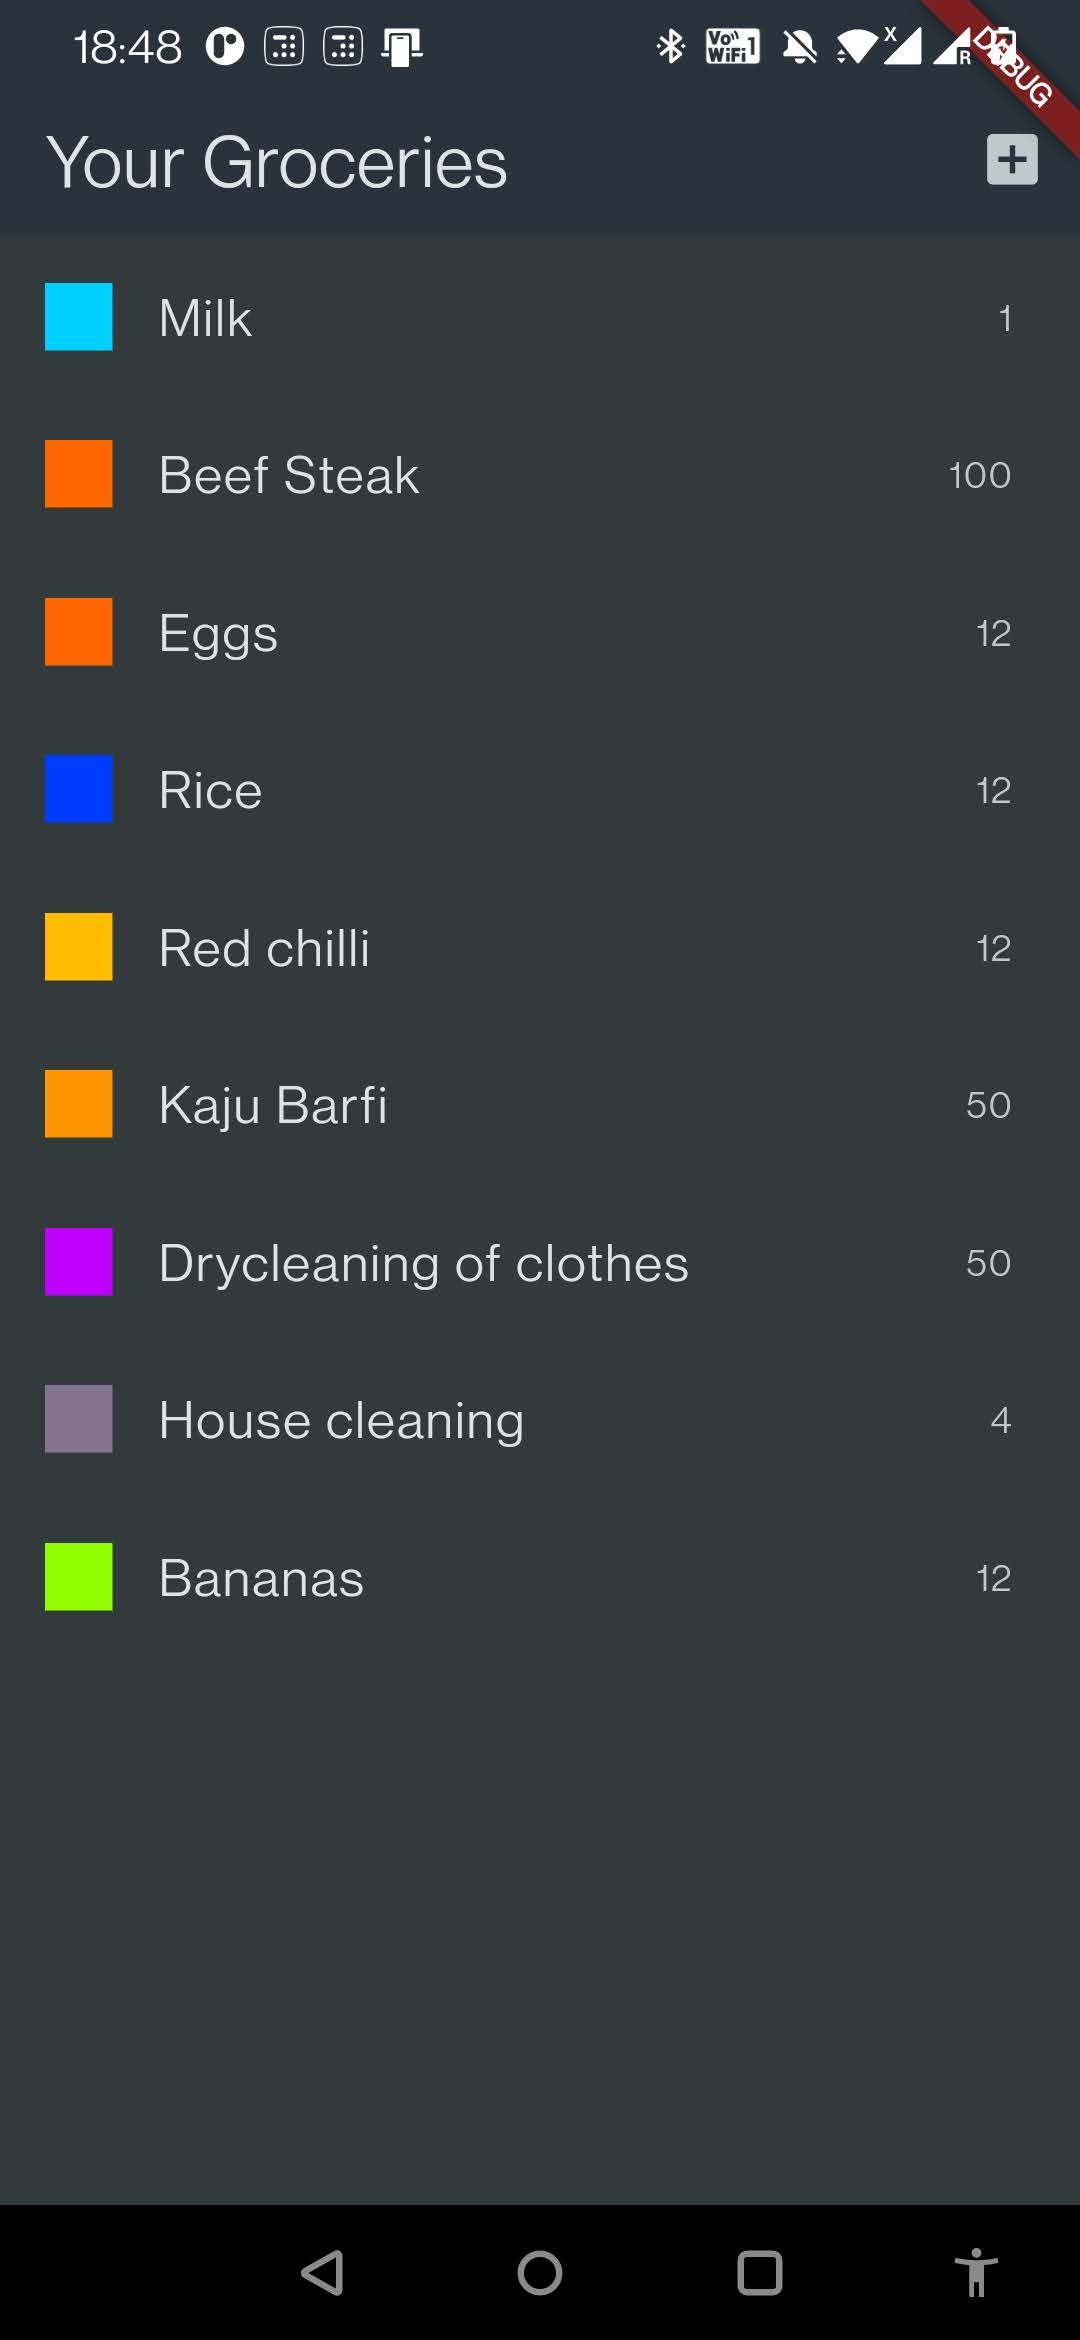 18:48
Vo)) 1
WiFi
X
R
DEBUG
Your Groceries
Milk 1
Beef Steak 100
Eggs 12
Rice 12
Red chilli 12
Kaju Barfi 50
Drycleaning of clothes 50
House cleaning 4
Bananas 12